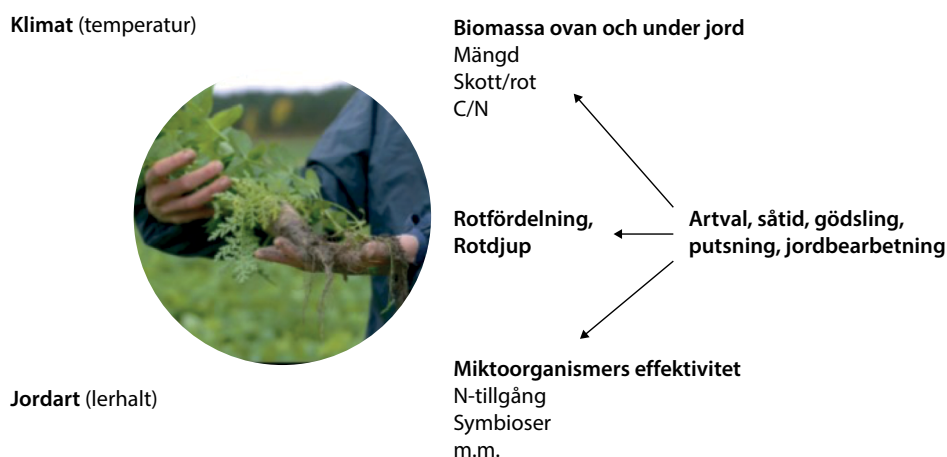 Klimat (temperatur)
Biomassa ovan och under jord
Mängd
Skott/rot
C/N
Rotfördelning,
Rotdjup
Artval, såtid, gödsling,
putsning, jordbearbetning
Miktoorganismers effektivitet
N-tillgång
Symbioser
m.m.
Jordart (lerhalt)